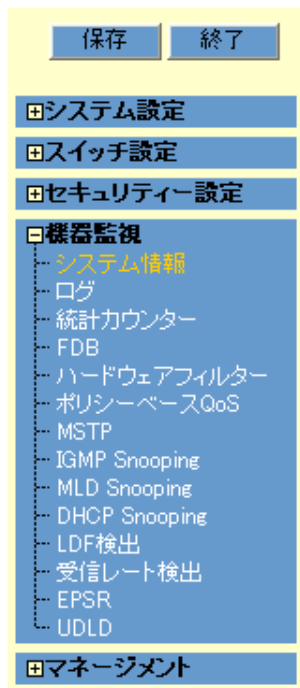 保存 終了
システム設定
スイッチ設定
セキュリティー設定
機器監視
システム情報
ログ
統計カウンター
FDB
ハードウェアフィルター
ポリシーベースQoS
MSTP
IGMP Snooping
MLD Snooping
DHCP Snooping
LDF検出
受信レート検出
EPSR
UDLD
マネージメント